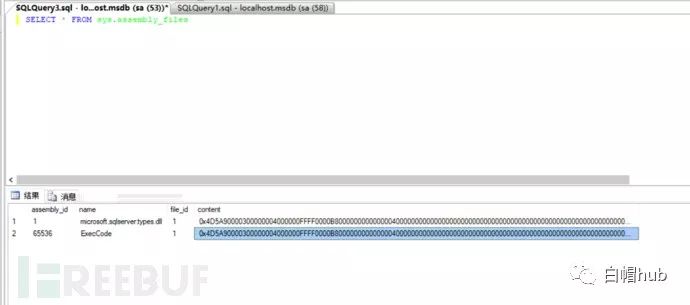 SQLQuery3.sql - lo...ost.msdb (sa (53))* SQLQuery1.sql - localhost.msdb (sa (58))
SELECT * FROM sys.assembly_files
结果 消息
assembly_id name file_id content
1 1 microsoft.sqlserver.types.dll 1
2 65536 ExecCode 1
FREEBUF
白帽hub